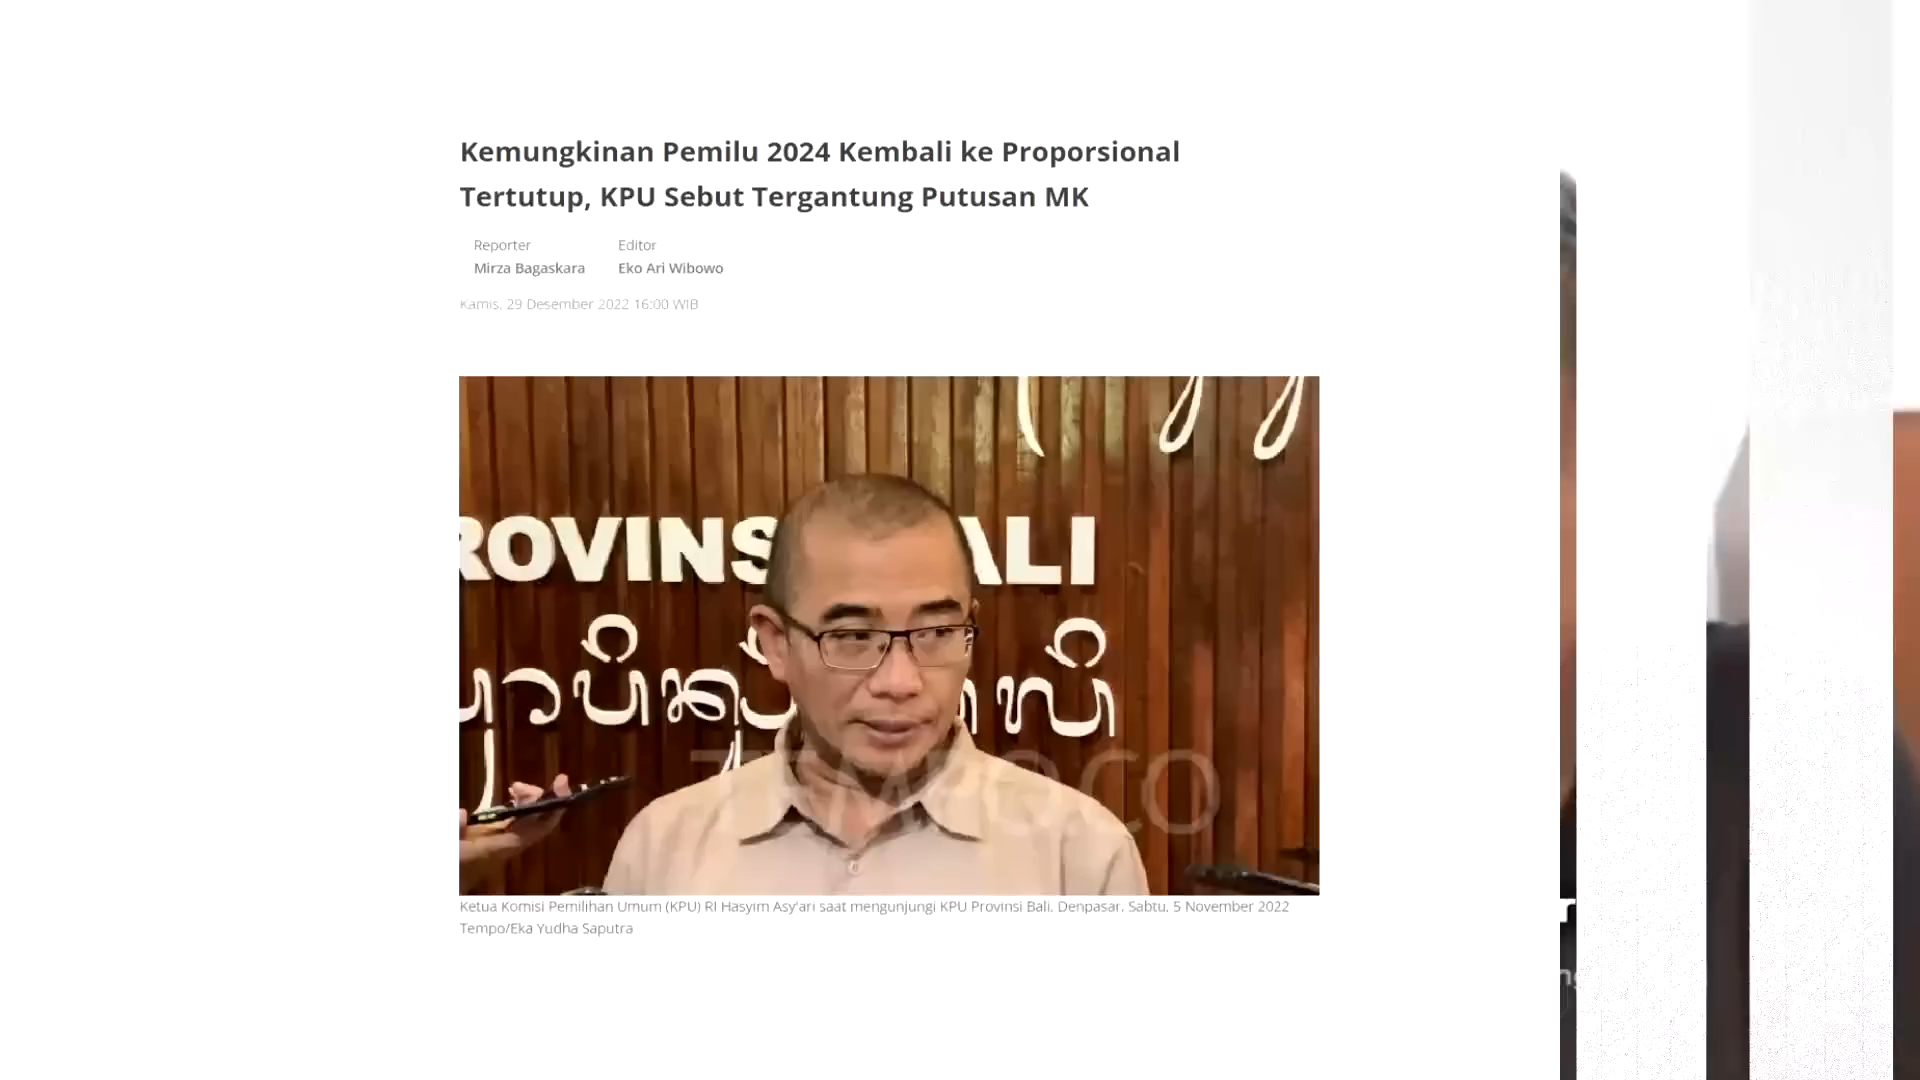 Kemungkinan Pemilu 2024 Kembali ke Proporsional
Tertutup, KPU Sebut Tergantung Putusan MK
Reporter Editor
Mirza Bagaskara Eko Ari Wibowo
Kamis, 29 Desember 2022 16:00 WIB
ROVINS ALI
TEMPO.CO
Ketua Komisi Pemilihan Umum (KPU) RI Hasyim Asy'ari saat mengunjungi KPU Provinsi Bali, Denpasar, Sabtu, 5 November 2022
Tempo/Eka Yudha Saputra